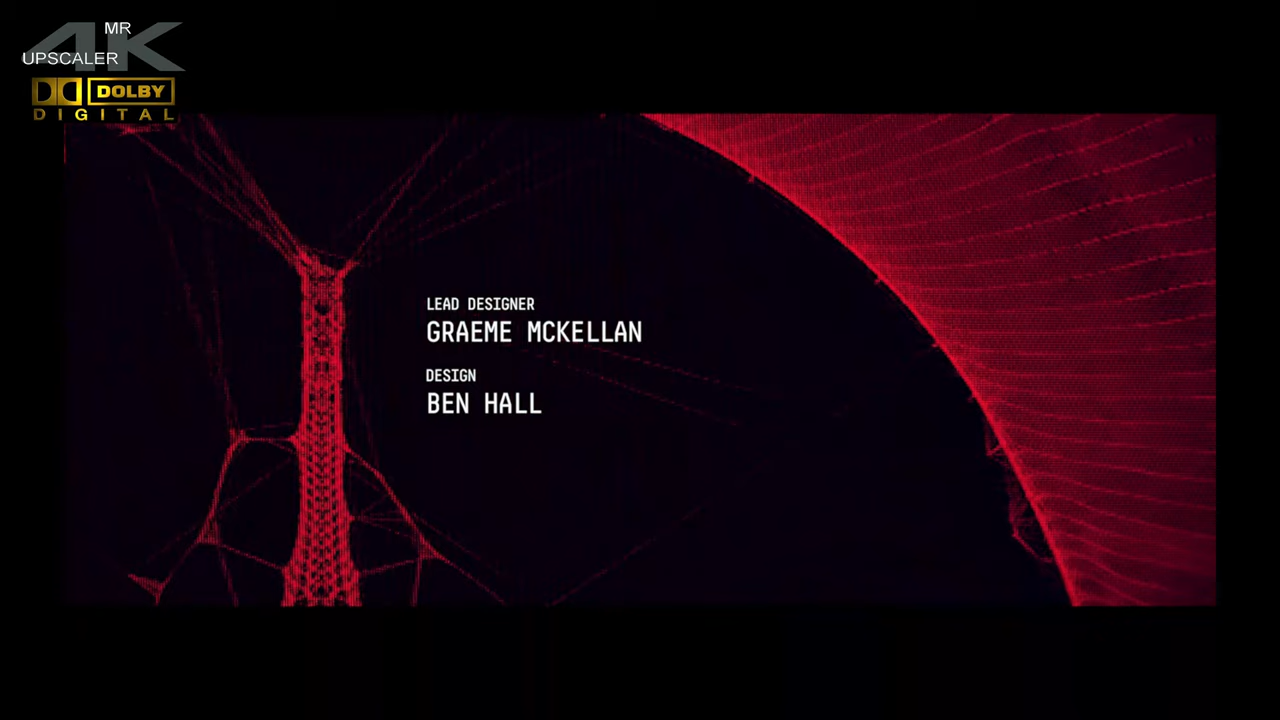 MR
4K
UPSCALER
DOLBY
DIGITAL
LEAD DESIGNER
GRAEME MCKELLAN
DESIGN
BEN HALL